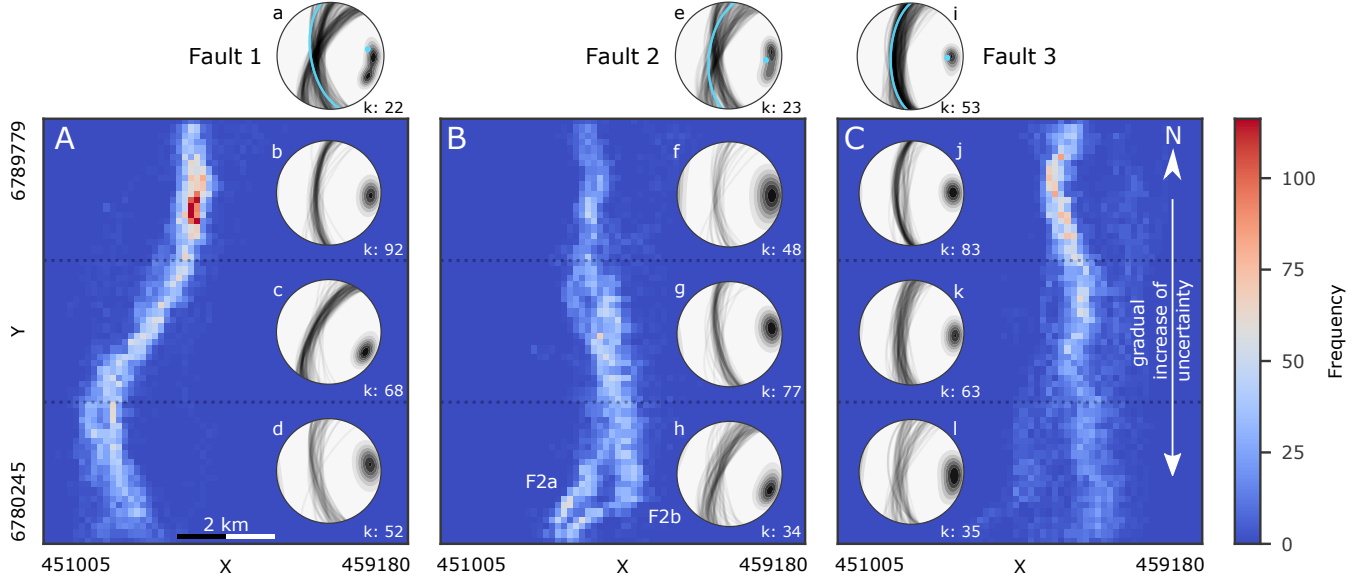 a
e
i
Fault 1
Fault 2
Fault 3
k: 22
k: 23
k: 53
6789779
Y
6780245
A
b
k: 92
c
k: 68
d
k: 52
2 km
B
f
k: 48
g
k: 77
h
k: 34
F2a
F2b
C
j
k: 83
k
k: 63
l
k: 35
N
gradual
increase of
uncertainty
451005
X
459180
451005
X
459180
451005
X
459180
100
75
50
25
0
Frequency